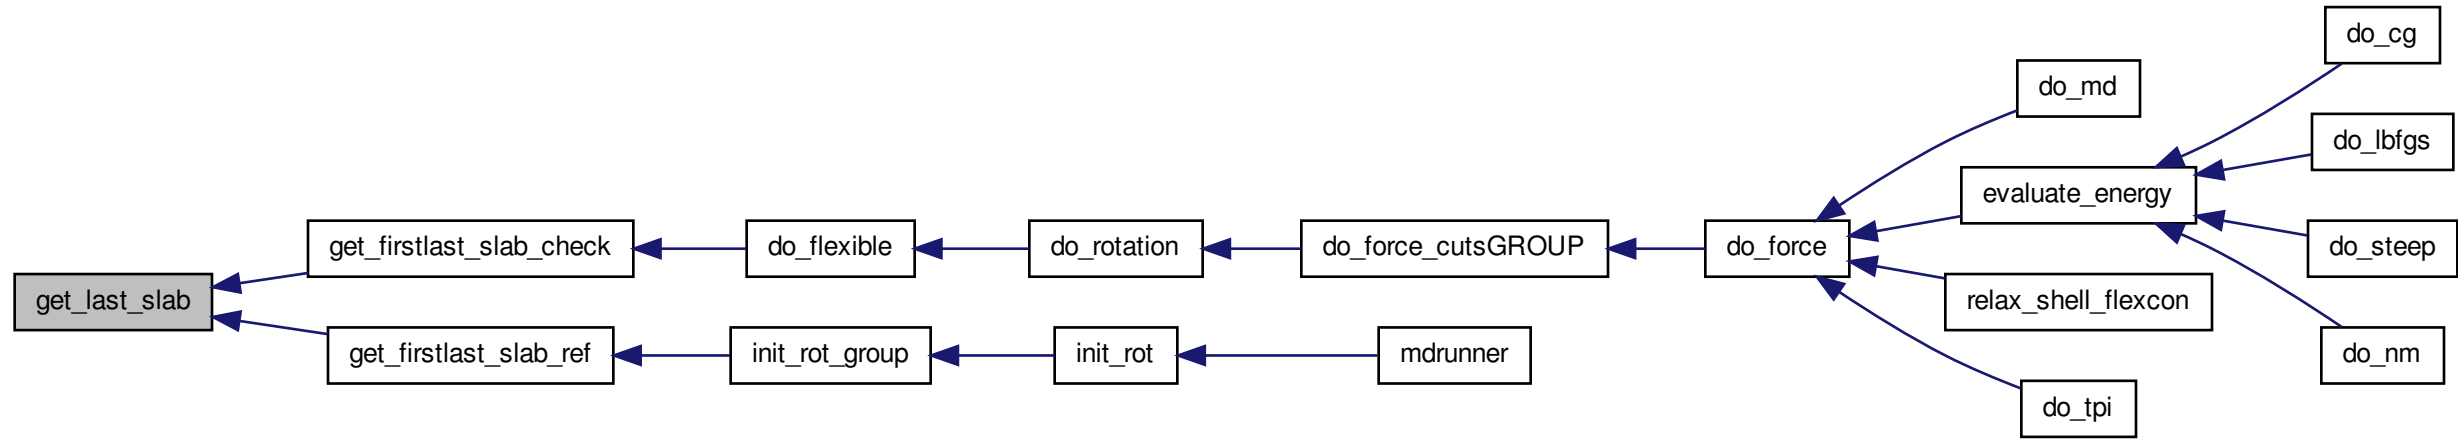 get_last_slab
get_firstlast_slab_check
do_flexible
do_rotation
do_force_cutsGROUP
do_force
do_md
evaluate_energy
do_cg
do_lbfgs
do_steep
do_nm
relax_shell_flexcon
do_tpi
get_firstlast_slab_ref
init_rot_group
init_rot
mdrunner